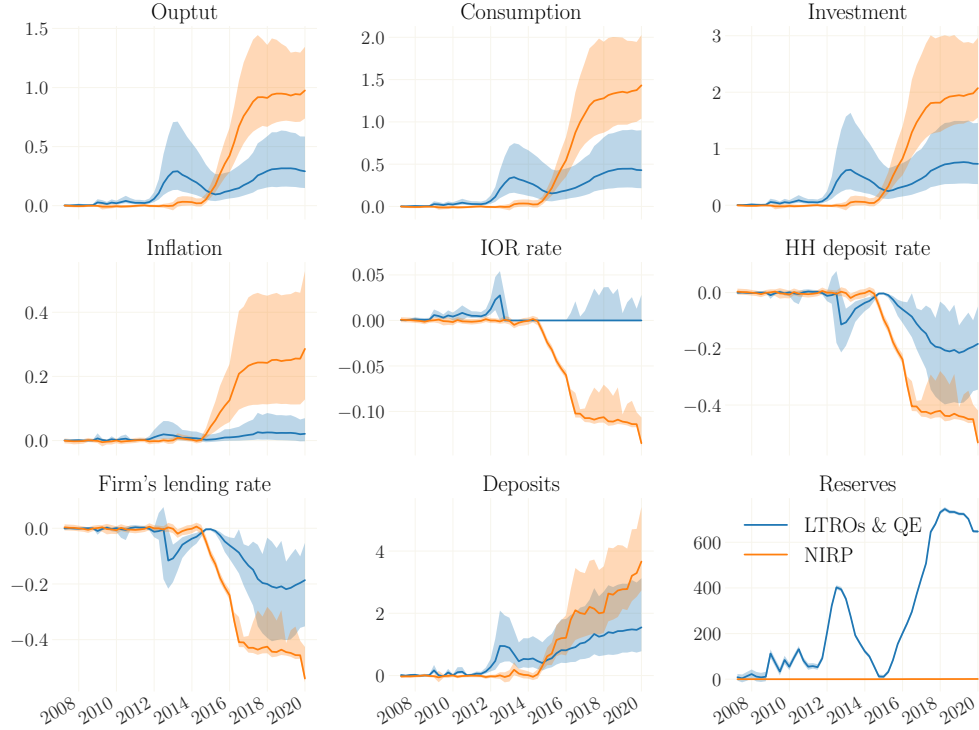 Ouptut
Consumption
Investment
1.5
1.0
0.5
0.0
2.0
1.5
1.0
0.5
0.0
3
2
1
0
Inflation
IOR rate
HH deposit rate
0.4
0.2
0.0
0.05
0.00
−0.05
−0.10
0.0
−0.2
−0.4
Firm's lending rate
Deposits
Reserves
0.0
−0.2
−0.4
4
2
0
600
400
200
0
LTROs & QE
NIRP
2008 2010 2012 2014 2016 2018 2020
2008 2010 2012 2014 2016 2018 2020
2008 2010 2012 2014 2016 2018 2020